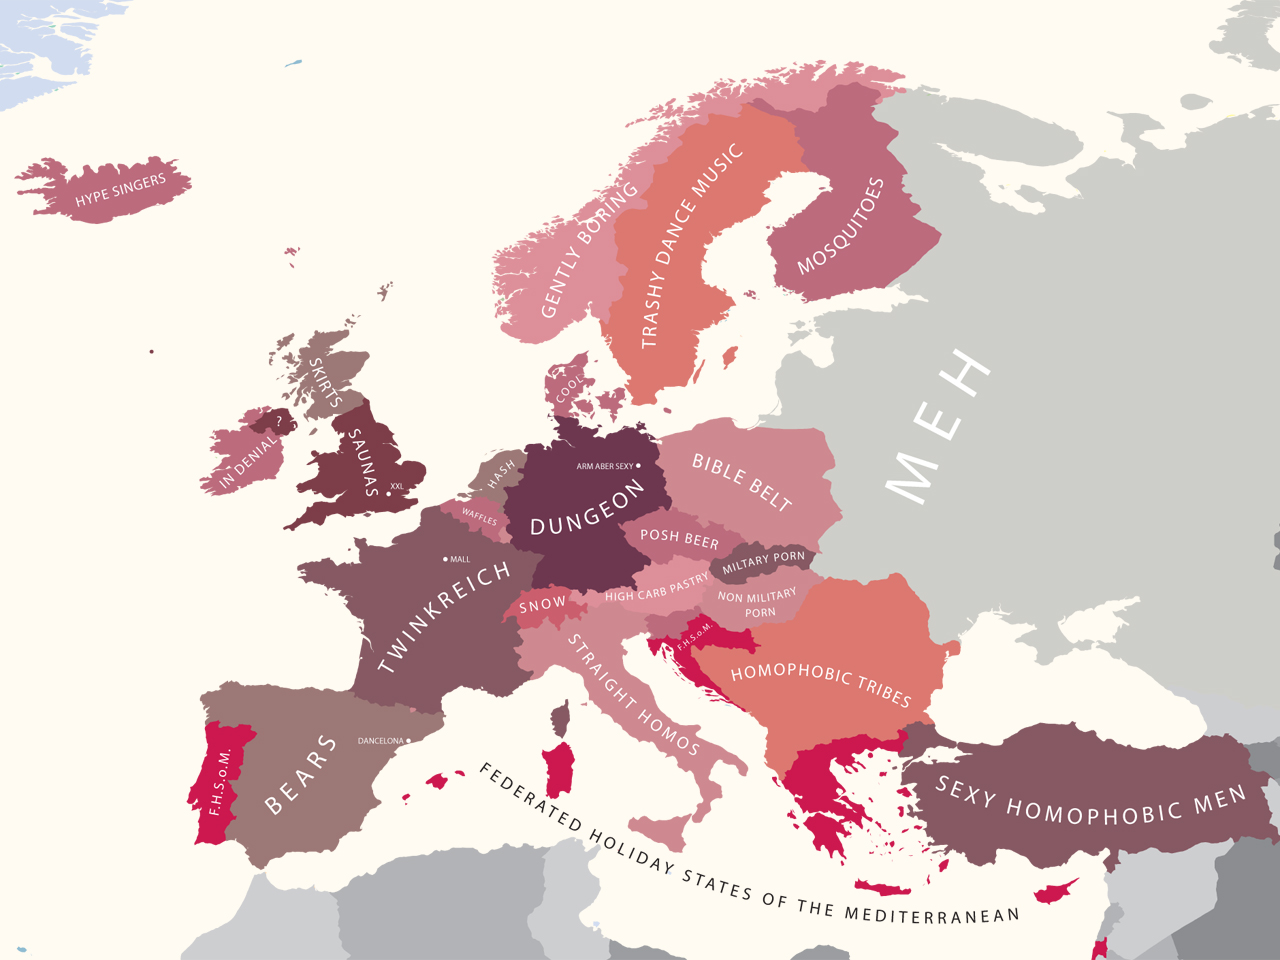 HYPE SINGERS
GENTLY BORING
TRASHY DANCE MUSIC
MOSQUITOES
MEH
SKIRTS
COOL
?
IN DENIAL
SAUNAS
XXL
HASH
WAFFLES
ARM ABER SEXY
DUNGEON
BIBLE BELT
POSH BEER
MILTARY PORN
MALL
TWINKREICH
SNOW
HIGH CARB PASTRY
NON MILITARY
PORN
F.H.S.o.M.
STRAIGHT HOMOS
HOMOPHOBIC TRIBES
DANCELONA
BEARS
F.H.S.o.M.
SEXY HOMOPHOBIC MEN
FEDERATED HOLIDAY STATES OF THE MEDITERRANEAN